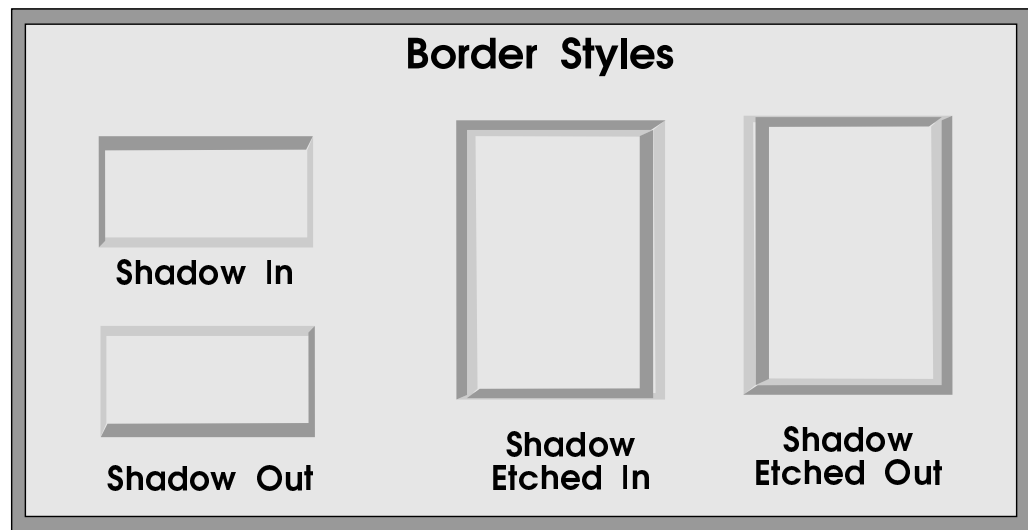 Border Styles
Shadow In
Shadow Out
Shadow
Etched In
Shadow
Etched Out